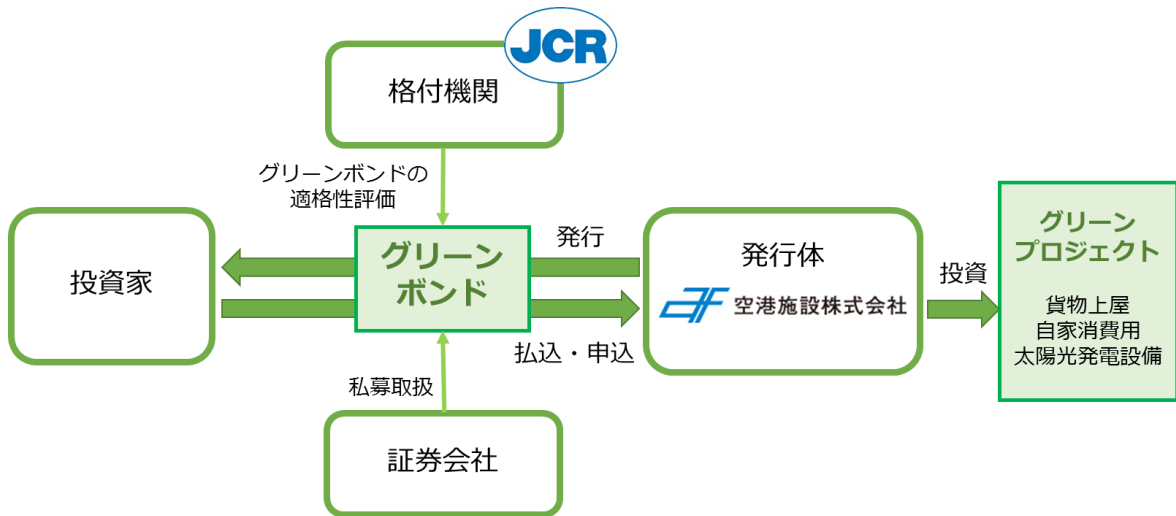 JCR
格付機関
グリーンボンドの
適格性評価
投資家
グリーン
ボンド
発行
払込・申込
発行体
空港施設株式会社
投資
グリーン
プロジェクト
貨物上屋
自家消費用
太陽光発電設備
私募取扱
証券会社